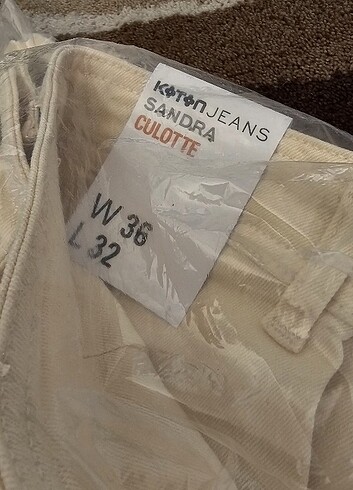 KOTON JEANS
SANDRA
CULOTTE
W 36
L 32